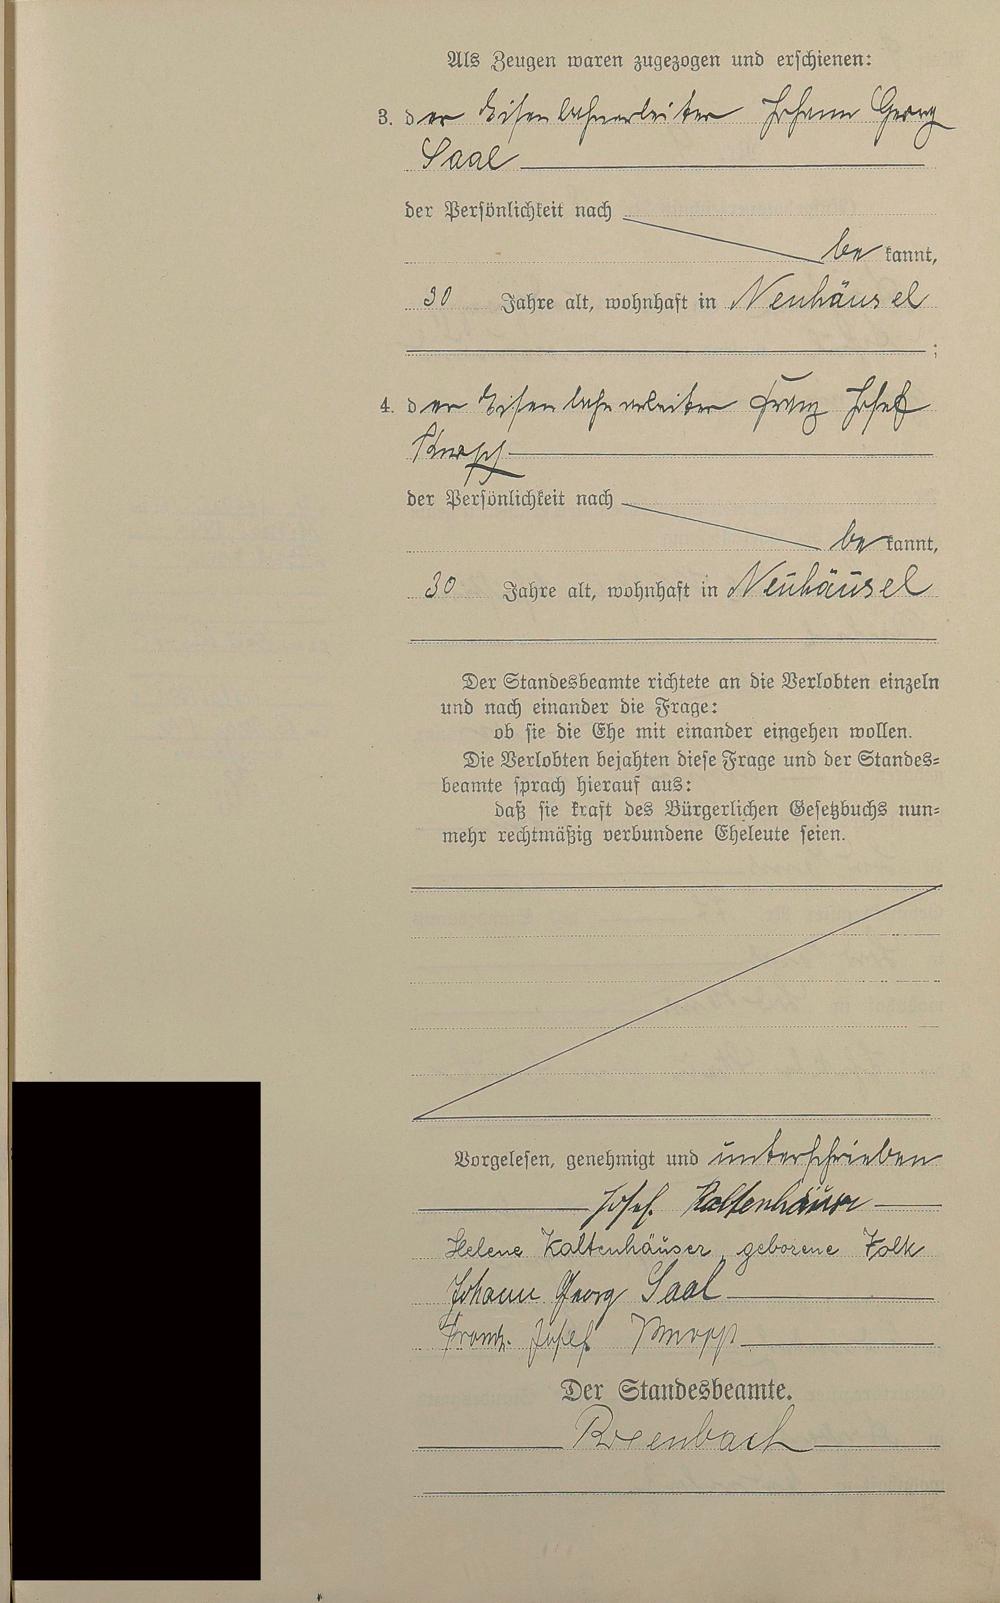 Als Zeugen waren zugezogen und erschienen:
3. der Eisenbahnarbeiter Johann Georg
Saal
der Persönlichkeit nach
bekannt,
30 Jahre alt, wohnhaft in Neuhäusel
;
4. der Eisenbahnarbeiter Franz Josef
Knopp
der Persönlichkeit nach
bekannt,
30 Jahre alt, wohnhaft in Neuhäusel
Der Standesbeamte richtete an die Verlobten einzeln
und nach einander die Frage:
ob sie die Ehe mit einander eingehen wollen.
Die Verlobten bejahten diese Frage und der Standes=
beamte sprach hierauf aus:
daß sie kraft des Bürgerlichen Gesetzbuchs nun=
mehr rechtmäßig verbundene Eheleute seien.
Vorgelesen, genehmigt und unterschrieben
Josef Kaltenhäuser
Helene Kaltenhäuser, geborene Volk
Johann Georg Saal
Franz Josef Knopp
Der Standesbeamte.